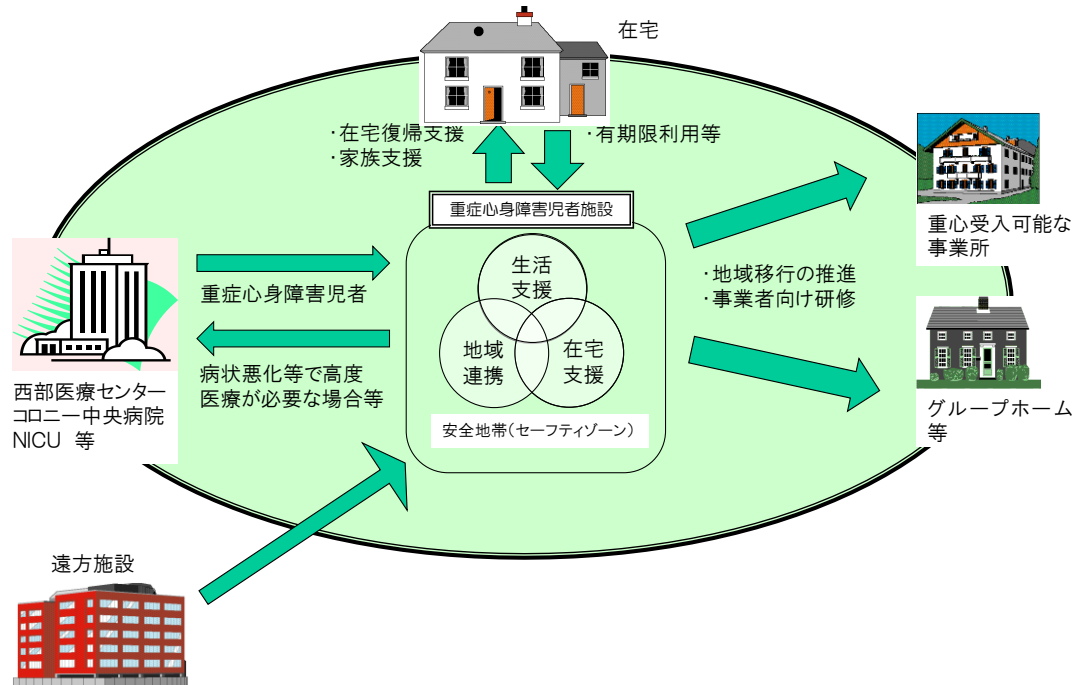 在宅
・在宅復帰支援
・家族支援
・有期限利用等
重症心身障害児者施設
重心受入可能な
事業所
生活
支援
・地域移行の推進
・事業者向け研修
重症心身障害児者
地域
連携
在宅
支援
病状悪化等で高度
医療が必要な場合等
西部医療センター
コロニー中央病院
NICU 等
安全地帯(セーフティゾーン)
グループホーム
等
遠方施設